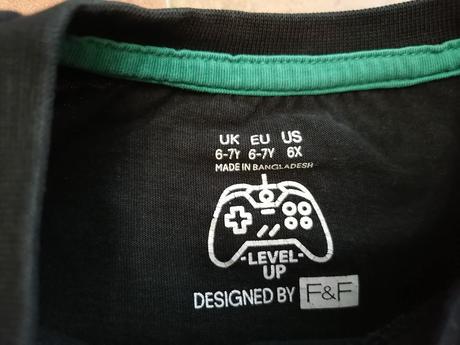 UK EU US
6-7Y 6-7Y 6X
MADE IN BANGLADESH
-LEVEL-
UP
DESIGNED BY F&F